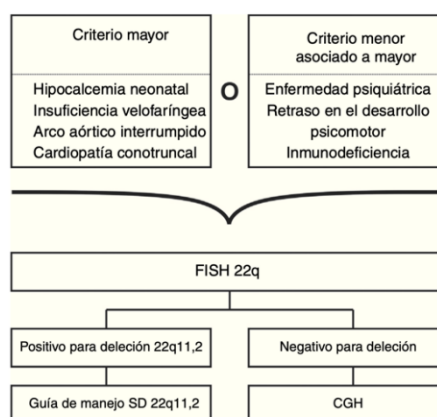 Criterio mayor
Hipocalcemia neonatal
Insuficiencia velofaríngea
Arco aórtico interrumpido
Cardiopatía conotruncal
O
Criterio menor
asociado a mayor
Enfermedad psiquiátrica
Retraso en el desarrollo
psicomotor
Inmunodeficiencia
FISH 22q
Positivo para deleción 22q11,2
Negativo para deleción
Guía de manejo SD 22q11,2
CGH